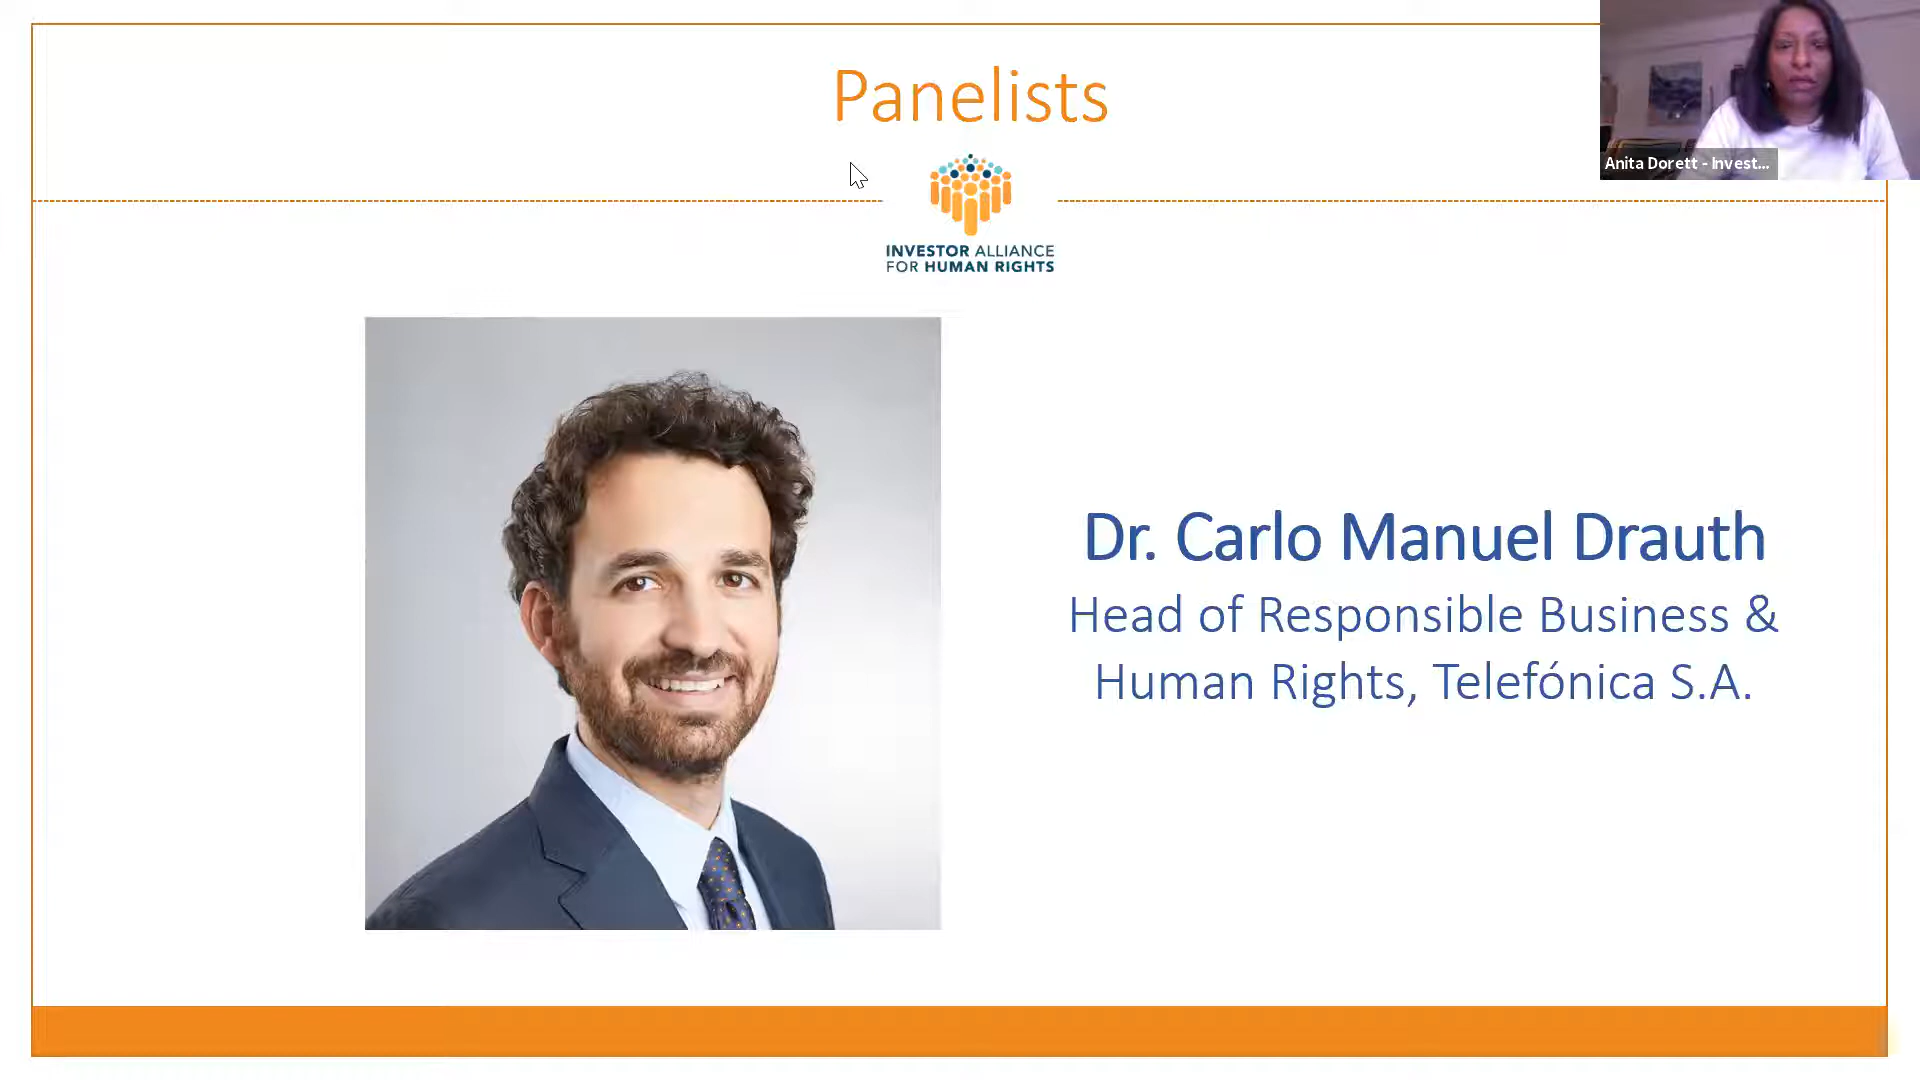 Panelists
Anita Dorett - Invest...
INVESTOR ALLIANCE
FOR HUMAN RIGHTS
Dr. Carlo Manuel Drauth
Head of Responsible Business &
Human Rights, Telefónica S.A.